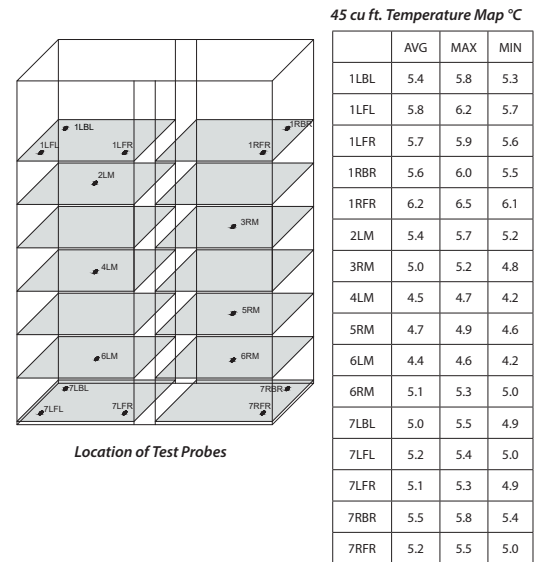 45 cu ft. Temperature Map °C
1LBL
1RBR
1LFL
1LFR
1RFR
2LM
3RM
4LM
5RM
6LM
6RM
7LBL
7RBR
7LFL
7LFR
7RFR
Location of Test Probes
AVG MAX MIN
1LBL 5.4 5.8 5.3
1LFL 5.8 6.2 5.7
1LFR 5.7 5.9 5.6
1RBR 5.6 6.0 5.5
1RFR 6.2 6.5 6.1
2LM 5.4 5.7 5.2
3RM 5.0 5.2 4.8
4LM 4.5 4.7 4.2
5RM 4.7 4.9 4.6
6LM 4.4 4.6 4.2
6RM 5.1 5.3 5.0
7LBL 5.0 5.5 4.9
7LFL 5.2 5.4 5.0
7LFR 5.1 5.3 4.9
7RBR 5.5 5.8 5.4
7RFR 5.2 5.5 5.0